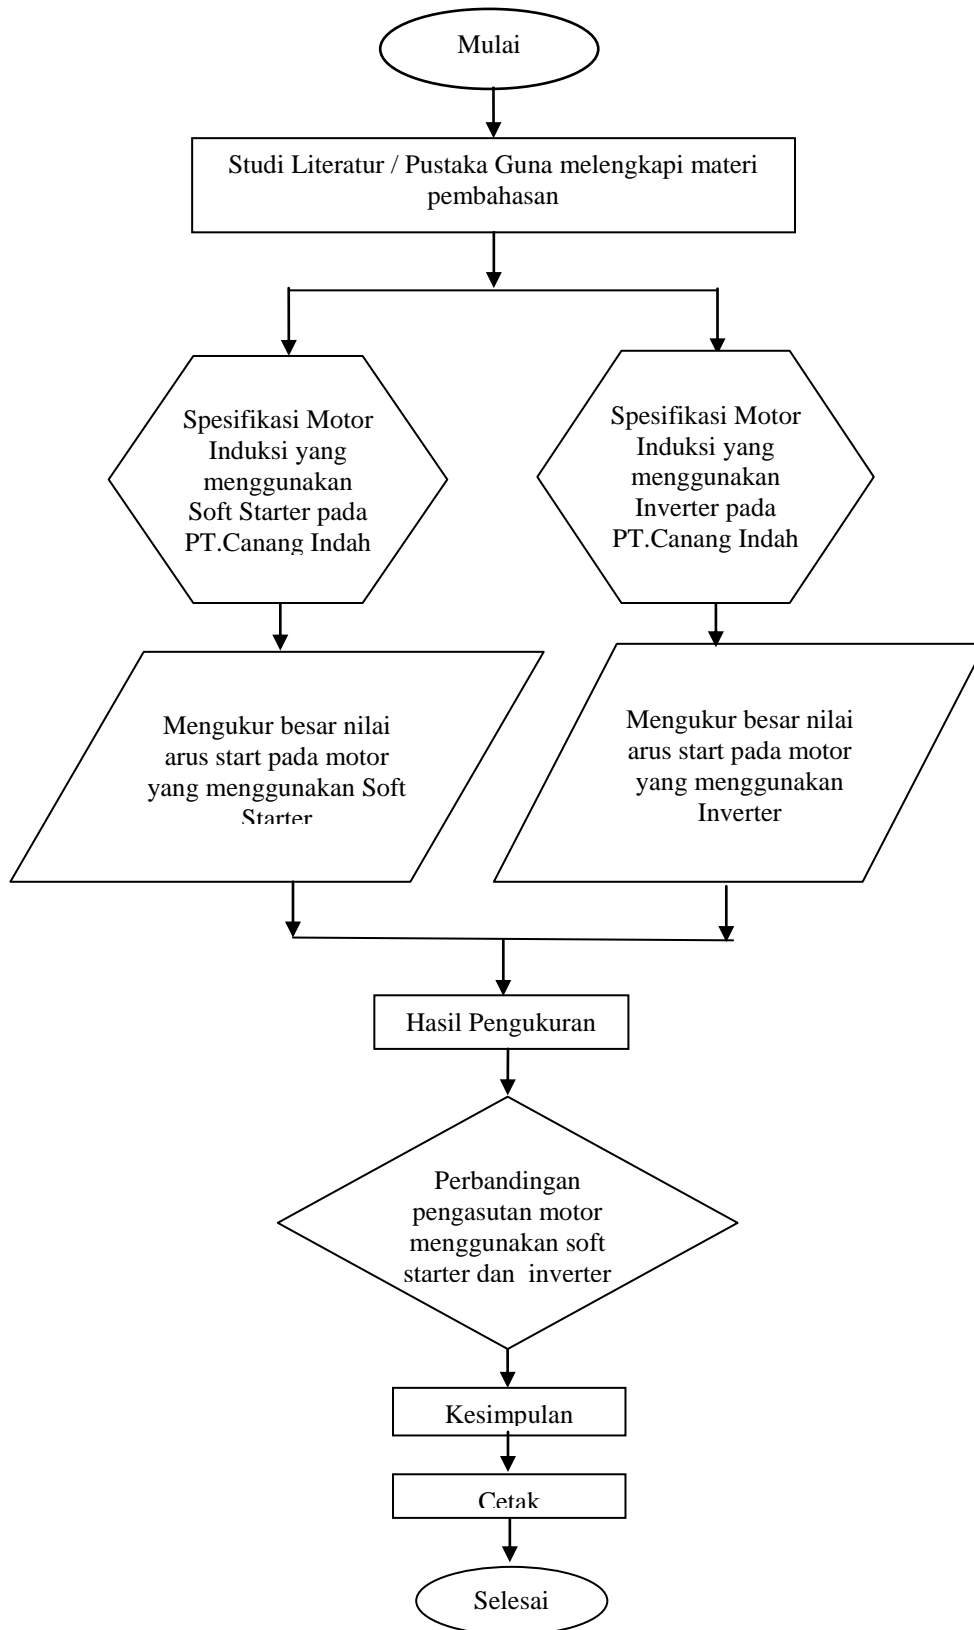 Mulai
Studi Literatur / Pustaka Guna melengkapi materi
pembahasan
Spesifikasi Motor
Induksi yang
menggunakan
Soft Starter pada
PT.Canang Indah
Spesifikasi Motor
Induksi yang
menggunakan
Inverter pada
PT.Canang Indah
Mengukur besar nilai
arus start pada motor
yang menggunakan Soft
Starter
Mengukur besar nilai
arus start pada motor
yang menggunakan
Inverter
Hasil Pengukuran
Perbandingan
pengasutan motor
menggunakan soft
starter dan  inverter
Kesimpulan
Cetak
Selesai